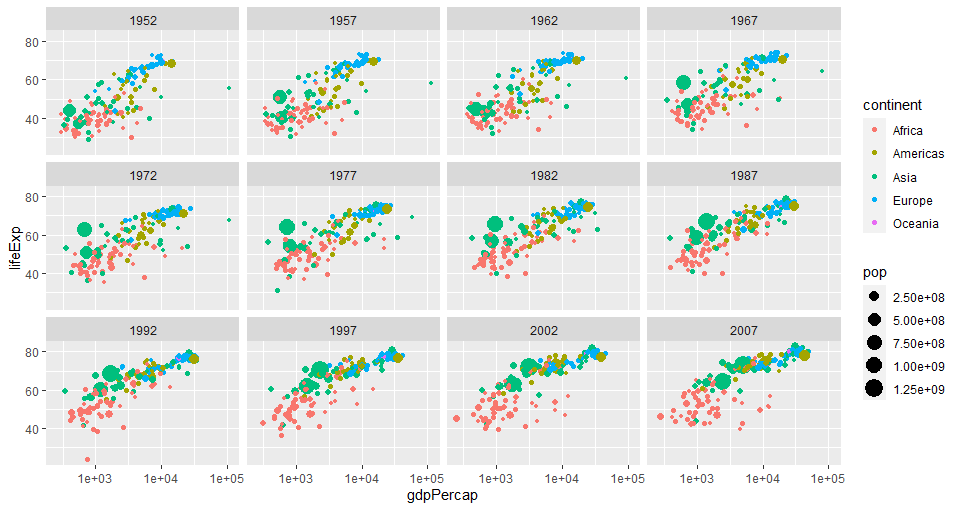 1952 1957 1962 1967
80
60
40
1972 1977 1982 1987
80
60
40
1992 1997 2002 2007
80
60
40
1e+03 1e+04 1e+05 1e+03 1e+04 1e+05 1e+03 1e+04 1e+05 1e+03 1e+04 1e+05
gdpPercap
lifeExp
continent
Africa
Americas
Asia
Europe
Oceania
pop
2.50e+08
5.00e+08
7.50e+08
1.00e+09
1.25e+09